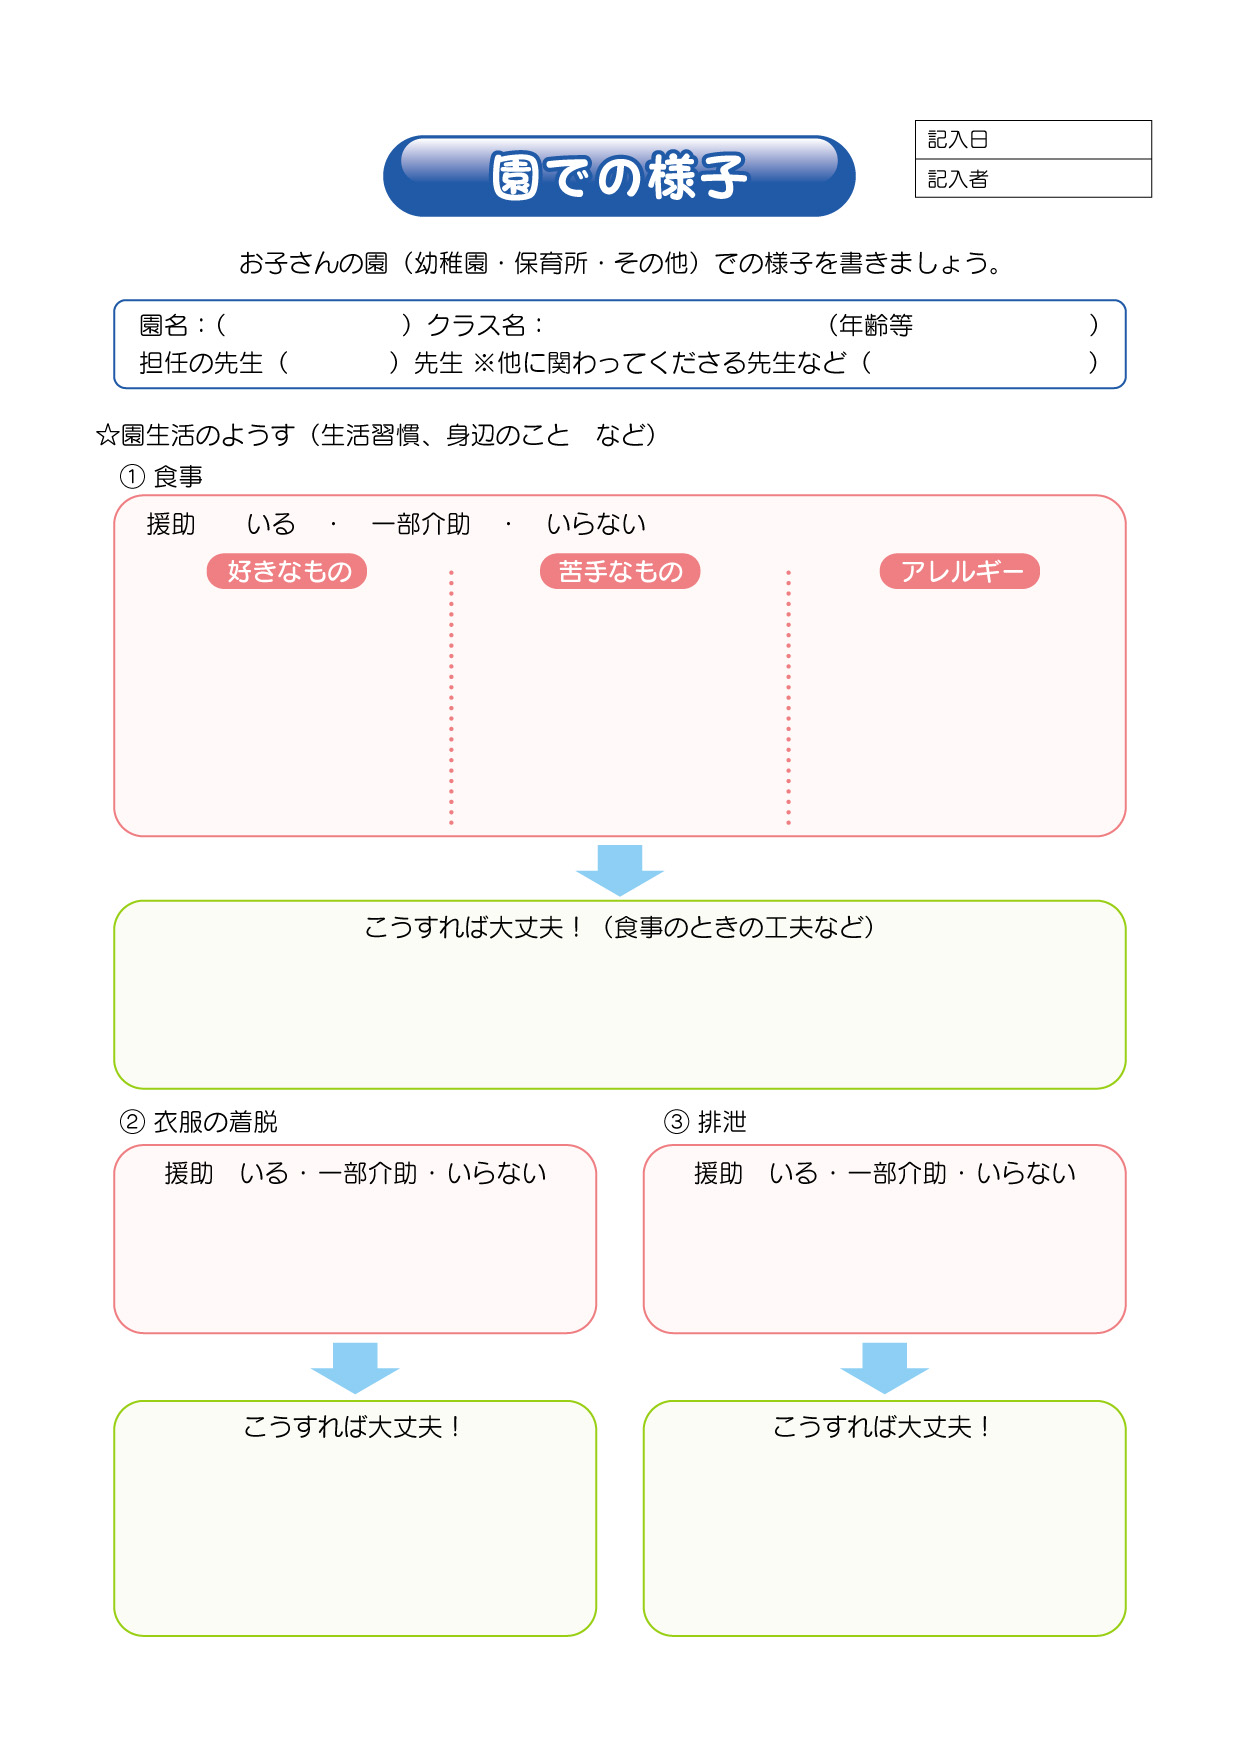 園での様子
記入日
記入者
お子さんの園（幼稚園・保育所・その他）での様子を書きましょう。
園名：（　　　　　　　）クラス名：　　　　　　　　　　　（年齢等　　　　　　　）
担任の先生（　　　　）先生 ※他に関わってくださる先生など（　　　　　　　　　）
☆園生活のようす（生活習慣、身辺のこと　など）
① 食事
援助　　いる　・　一部介助　・　いらない
好きなもの　苦手なもの　アレルギー
こうすれば大丈夫！（食事のときの工夫など）
② 衣服の着脱
援助　いる・一部介助・いらない
こうすれば大丈夫！
③ 排泄
援助　いる・一部介助・いらない
こうすれば大丈夫！